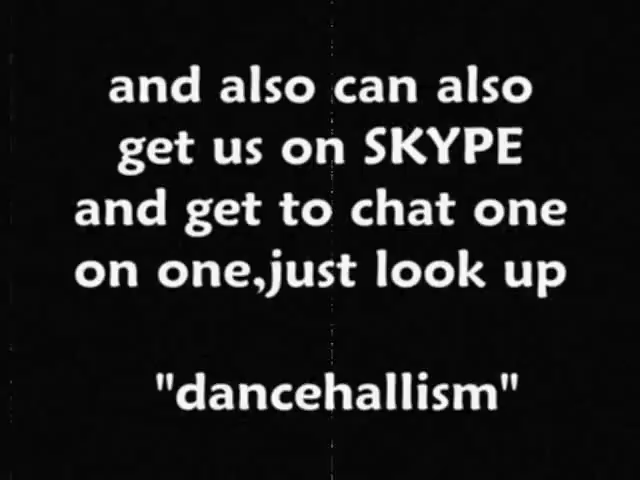 and also can also
get us on SKYPE
and get to chat one
on one,just look up
"dancehallism"